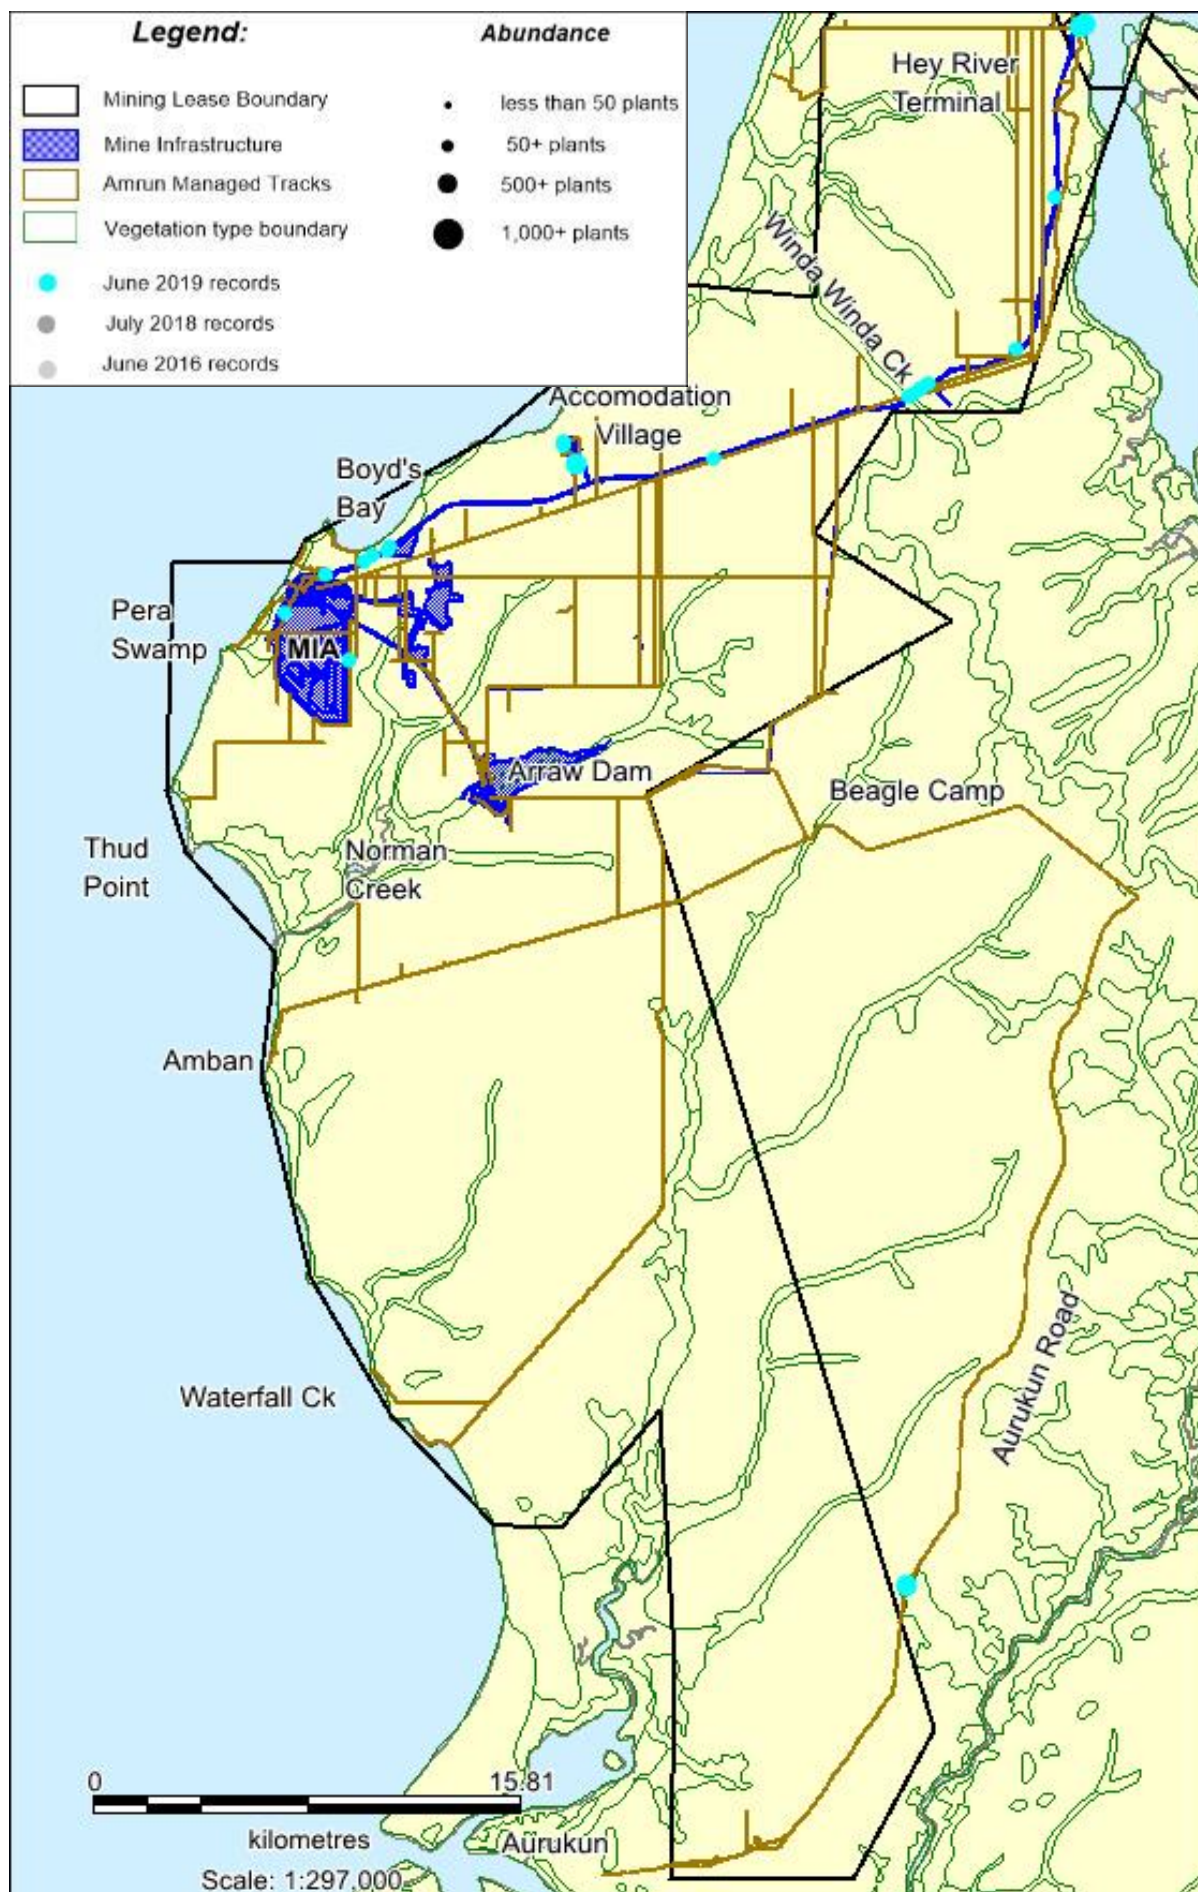 Legend:
Abundance
Mining Lease Boundary
less than 50 plants
Mine Infrastructure
50+ plants
Amrun Managed Tracks
500+ plants
Vegetation type boundary
1,000+ plants
June 2019 records
July 2018 records
June 2016 records
Hey River
Terminal
Winda Winda Ck
Accomodation
Village
Boyd's
Bay
Pera
Swamp
MIA
Arraw Dam
Beagle Camp
Thud
Point
Norman
Creek
Amban
Aurukun Road
Waterfall Ck
0
15.81
kilometres
Scale: 1:297,000
Aurukun